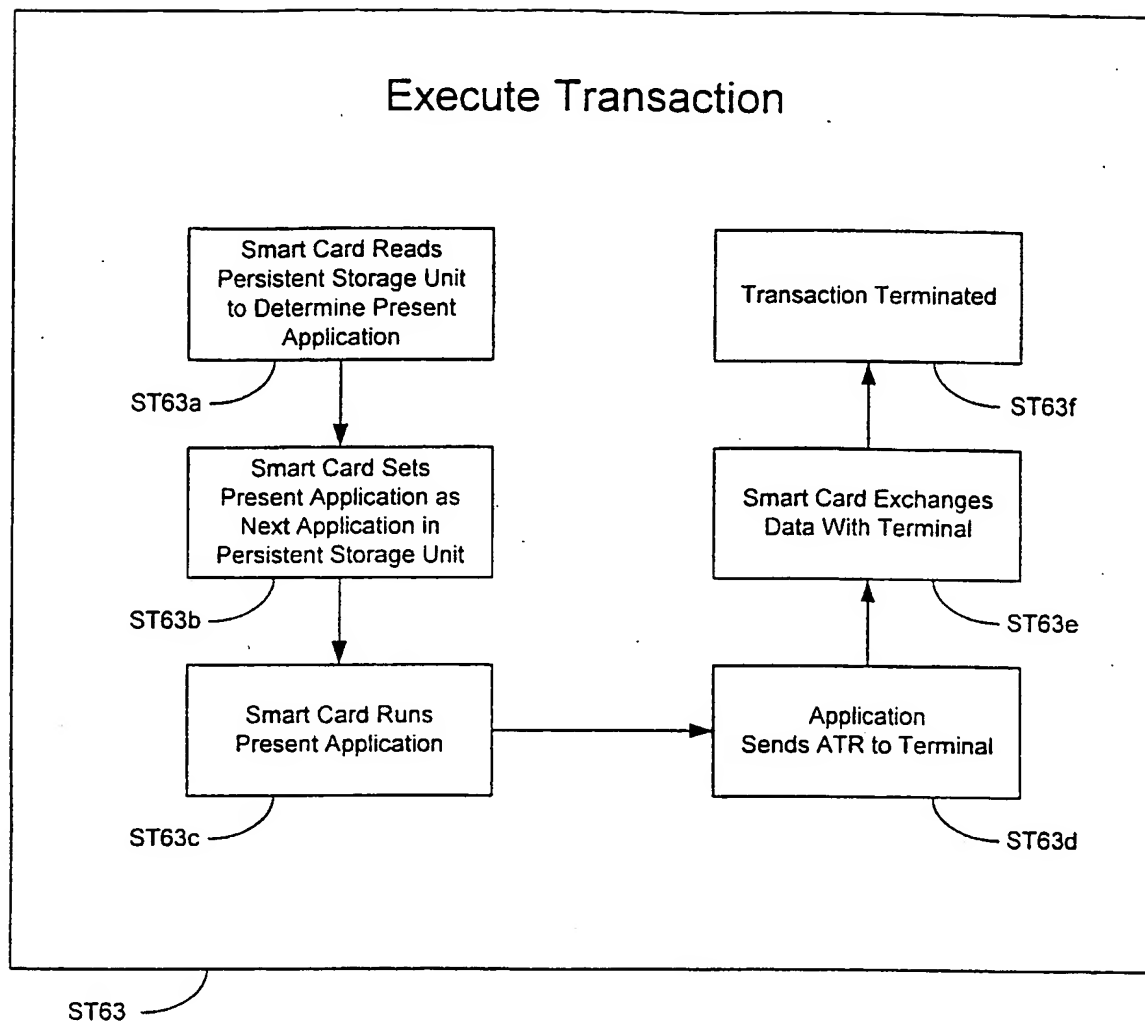 Execute Transaction
Smart Card Reads
Persistent Storage Unit
to Determine Present
Application
ST63a
Smart Card Sets
Present Application as
Next Application in
Persistent Storage Unit
ST63b
Smart Card Runs
Present Application
ST63c
Application
Sends ATR to Terminal
ST63d
Smart Card Exchanges
Data With Terminal
ST63e
Transaction Terminated
ST63f
ST63